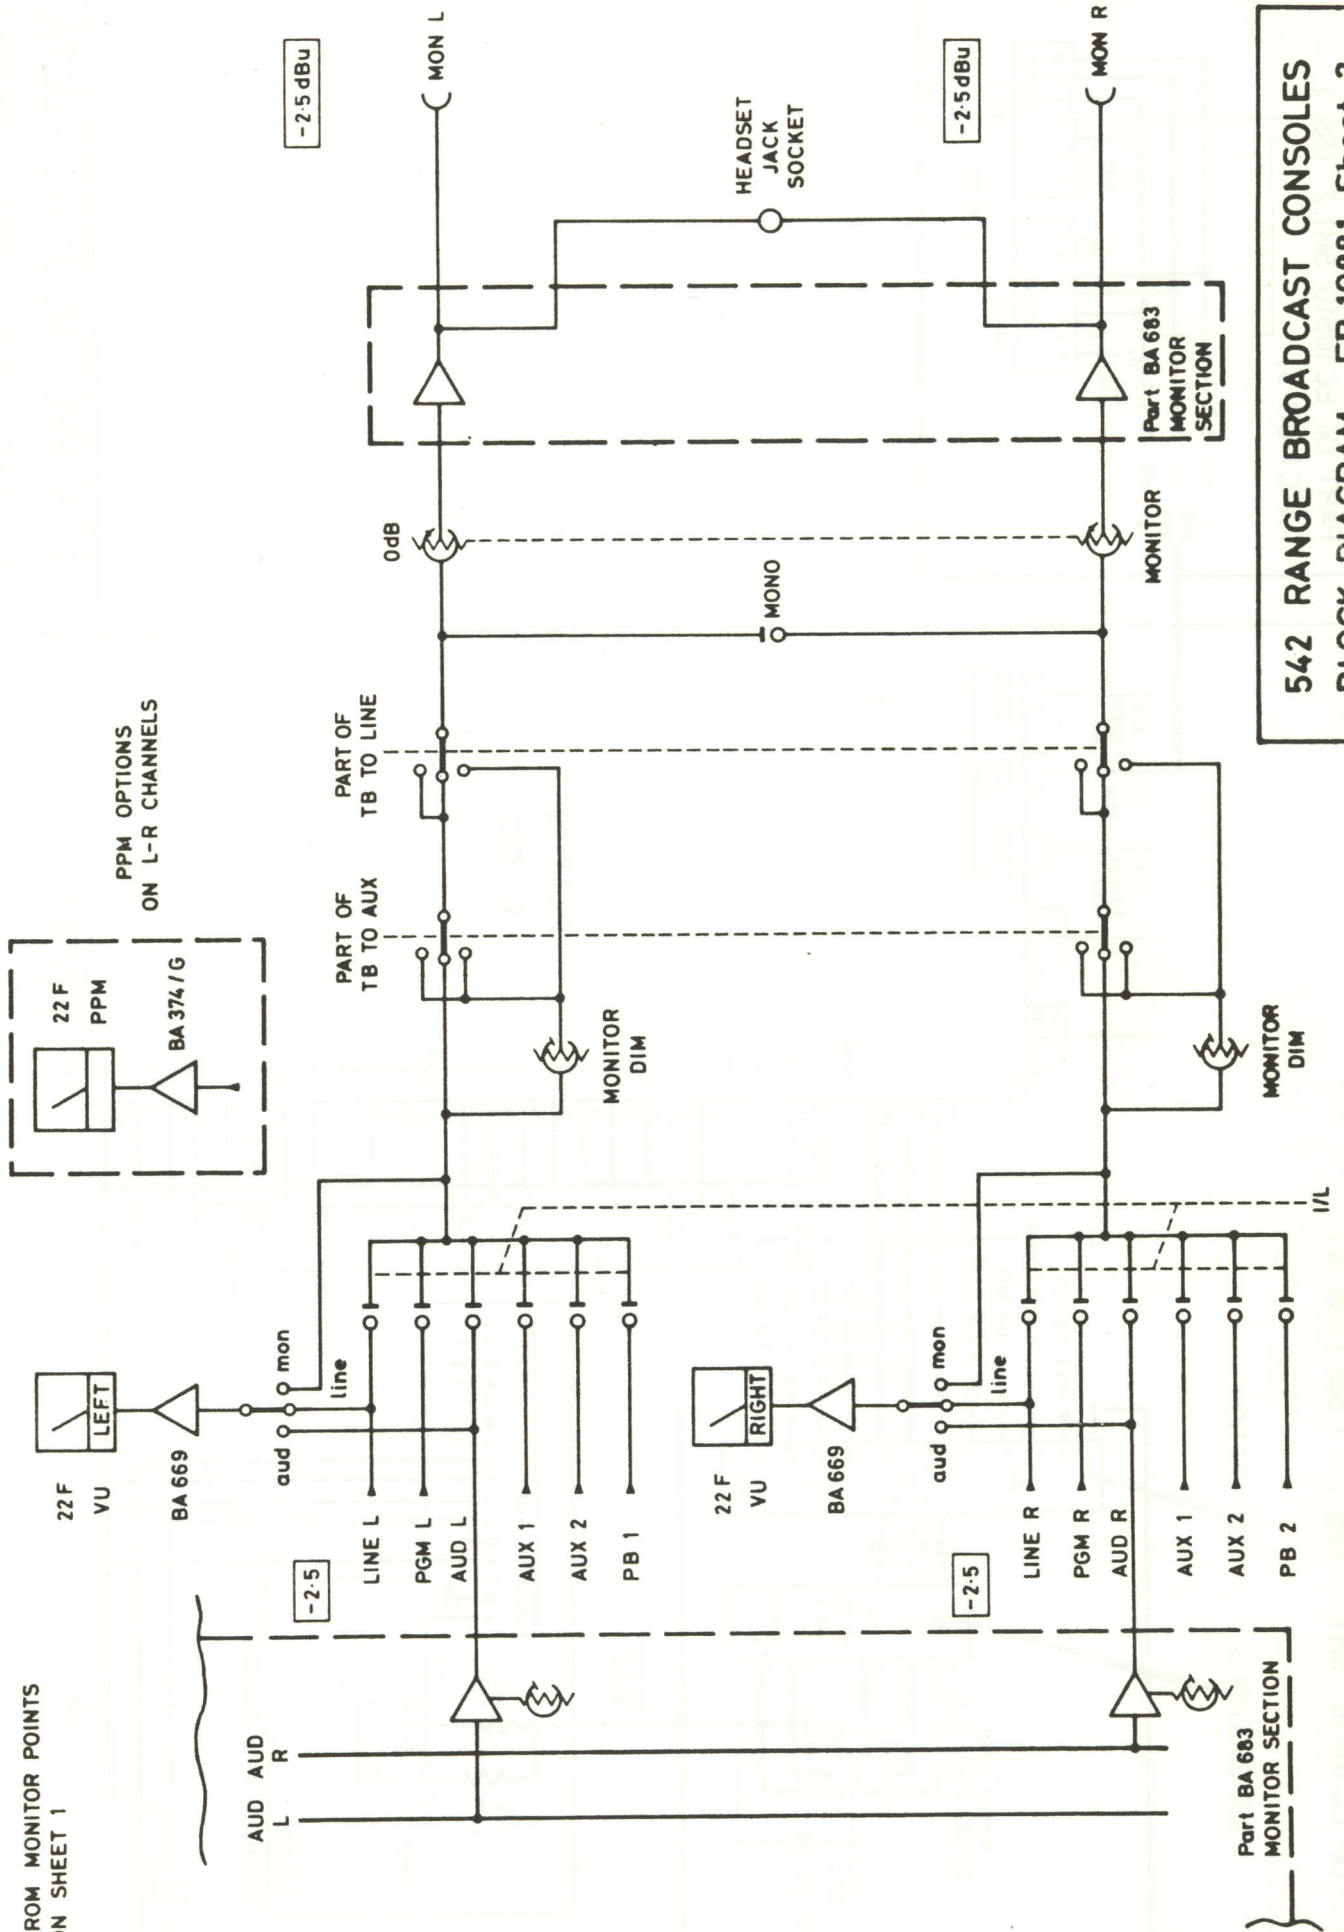 ROM MONITOR POINTS
ON SHEET 1
AUD AUD
L R
Part BA 683
MONITOR SECTION
22 F
VU
LEFT
BA 669
aud
line
mon
-2·5
LINE L
PGM L
AUD L
AUX 1
AUX 2
PB 1
22 F
VU
RIGHT
BA 669
aud
line
mon
-2·5
LINE R
PGM R
AUD R
AUX 1
AUX 2
PB 2
I/L
22 F
PPM
BA 374 / G
PPM OPTIONS
ON L-R CHANNELS
MONITOR
DIM
MONITOR
DIM
PART OF
TB TO AUX
PART OF
TB TO LINE
MONO
0dB
MONITOR
Part BA 683
MONITOR
SECTION
HEADSET
JACK
SOCKET
-2·5 dBu
MON L
-2·5 dBu
MON R
542 RANGE BROADCAST CONSOLES
BLOCK DIAGRAM